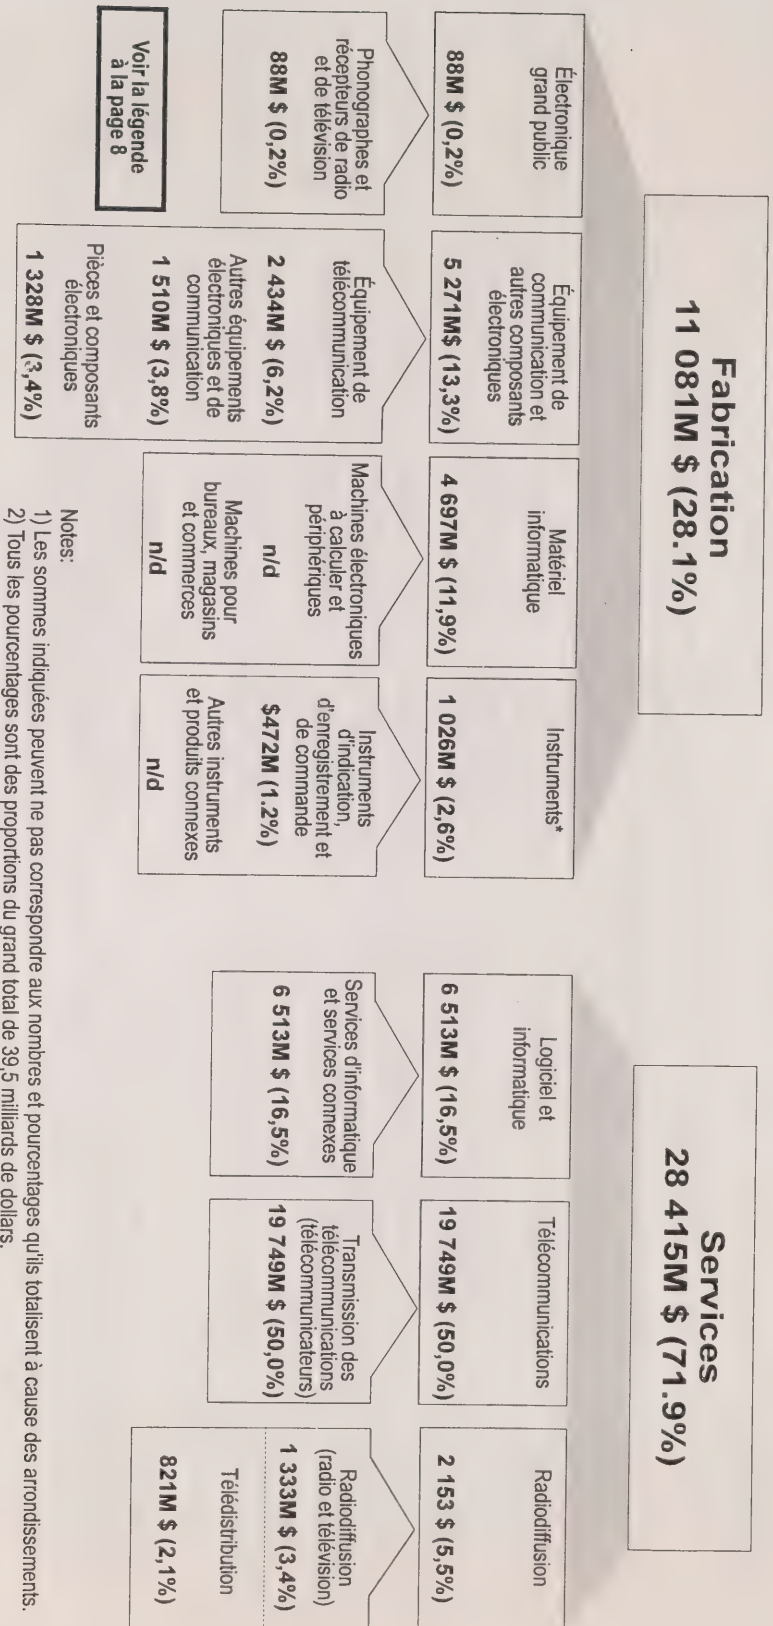 Fabrication
11 081M $ (28.1%)
Services
28 415M $ (71.9%)
Électronique
grand public
88M $ (0,2%)
Équipement de
communication et
autres composants
électroniques
5 271M$ (13,3%)
Matériel
informatique
4 697M $ (11,9%)
Instruments*
1 026M $ (2,6%)
Logiciel et
informatique
6 513M $ (16,5%)
Télécommunications
19 749M $ (50,0%)
Radiodiffusion
2 153 $ (5,5%)
Phonographes et
récepteurs de radio
et de télévision
88M $ (0,2%)
Équipement de
télécommunication
2 434M $ (6,2%)
Autres équipements
électroniques et de
communication
1 510M $ (3,8%)
Pièces et composants
électroniques
1 328M $ (3,4%)
Machines électroniques
à calculer et
périphériques
n/d
Machines pour
bureaux, magasins
et commerces
n/d
Instruments
d'indication,
d'enregistrement et
de commande
$472M (1.2%)
Autres instruments
et produits connexes
n/d
Services d'informatique
et services connexes
6 513M $ (16,5%)
Transmission des
télécommunications
(télécommunicateurs)
19 749M $ (50,0%)
Radiodiffusion
(radio et télévision)
1 333M $ (3,4%)
Télédistribution
821M $ (2,1%)
Voir la légende
à la page 8
Notes:
1) Les sommes indiquées peuvent ne pas correspondre aux nombres et pourcentages qu'ils totalisent à cause des arrondissements.
2) Tous les pourcentages sont des proportions du grand total de 39,5 milliards de dollars.